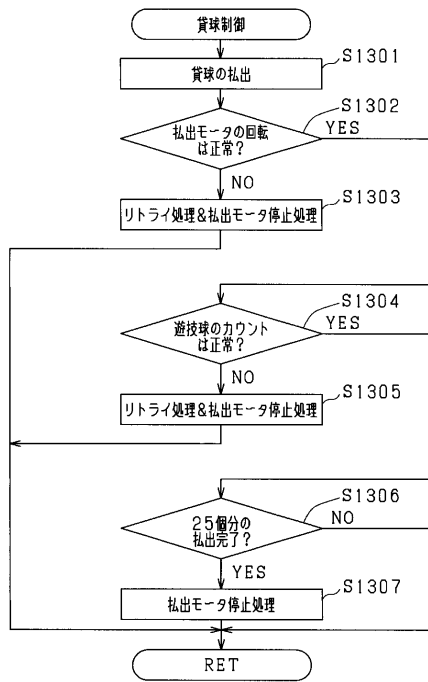 貸球制御
貸球の払出
S1301
払出モータの回転
は正常?
S1302
YES
NO
リトライ処理&払出モータ停止処理
S1303
遊技球のカウント
は正常?
S1304
YES
NO
リトライ処理&払出モータ停止処理
S1305
25個分の
払出完了?
S1306
NO
YES
払出モータ停止処理
S1307
RET